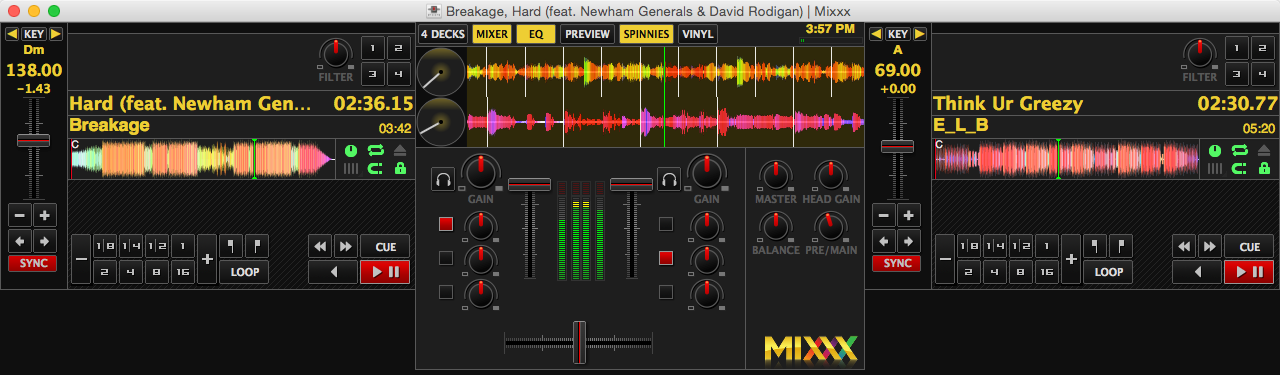 Breakage, Hard (feat. Newham Generals & David Rodigan) | Mixxx
KEY
Dm
138.00
-1.43
SYNC
FILTER
1 2
3 4
Hard (feat. Newham Gen... 02:36.15
Breakage 03:42
C
1/8 1/4 1/2 1
2 4 8 16
LOOP
CUE
4 DECKS MIXER EQ PREVIEW SPINNIES VINYL 3:57 PM
GAIN GAIN
MASTER HEAD GAIN
BALANCE PRE/MAIN
MIXXX
KEY
A
69.00
+0.00
SYNC
FILTER
1 2
3 4
Think Ur Greezy 02:30.77
E_L_B 05:20
C
1/8 1/4 1/2 1
2 4 8 16
LOOP
CUE